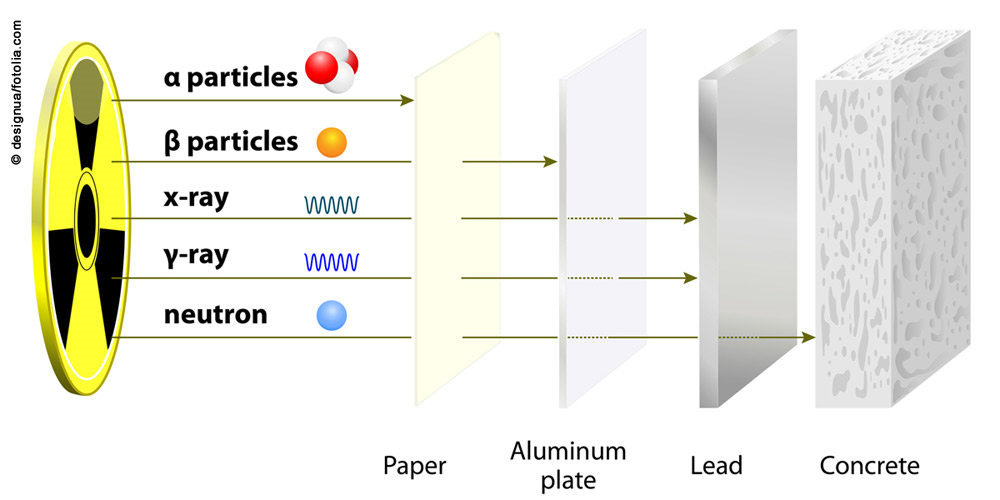 © designua/fotolia.com
α particles
β particles
x-ray
γ-ray
neutron
Paper
Aluminum
plate
Lead
Concrete